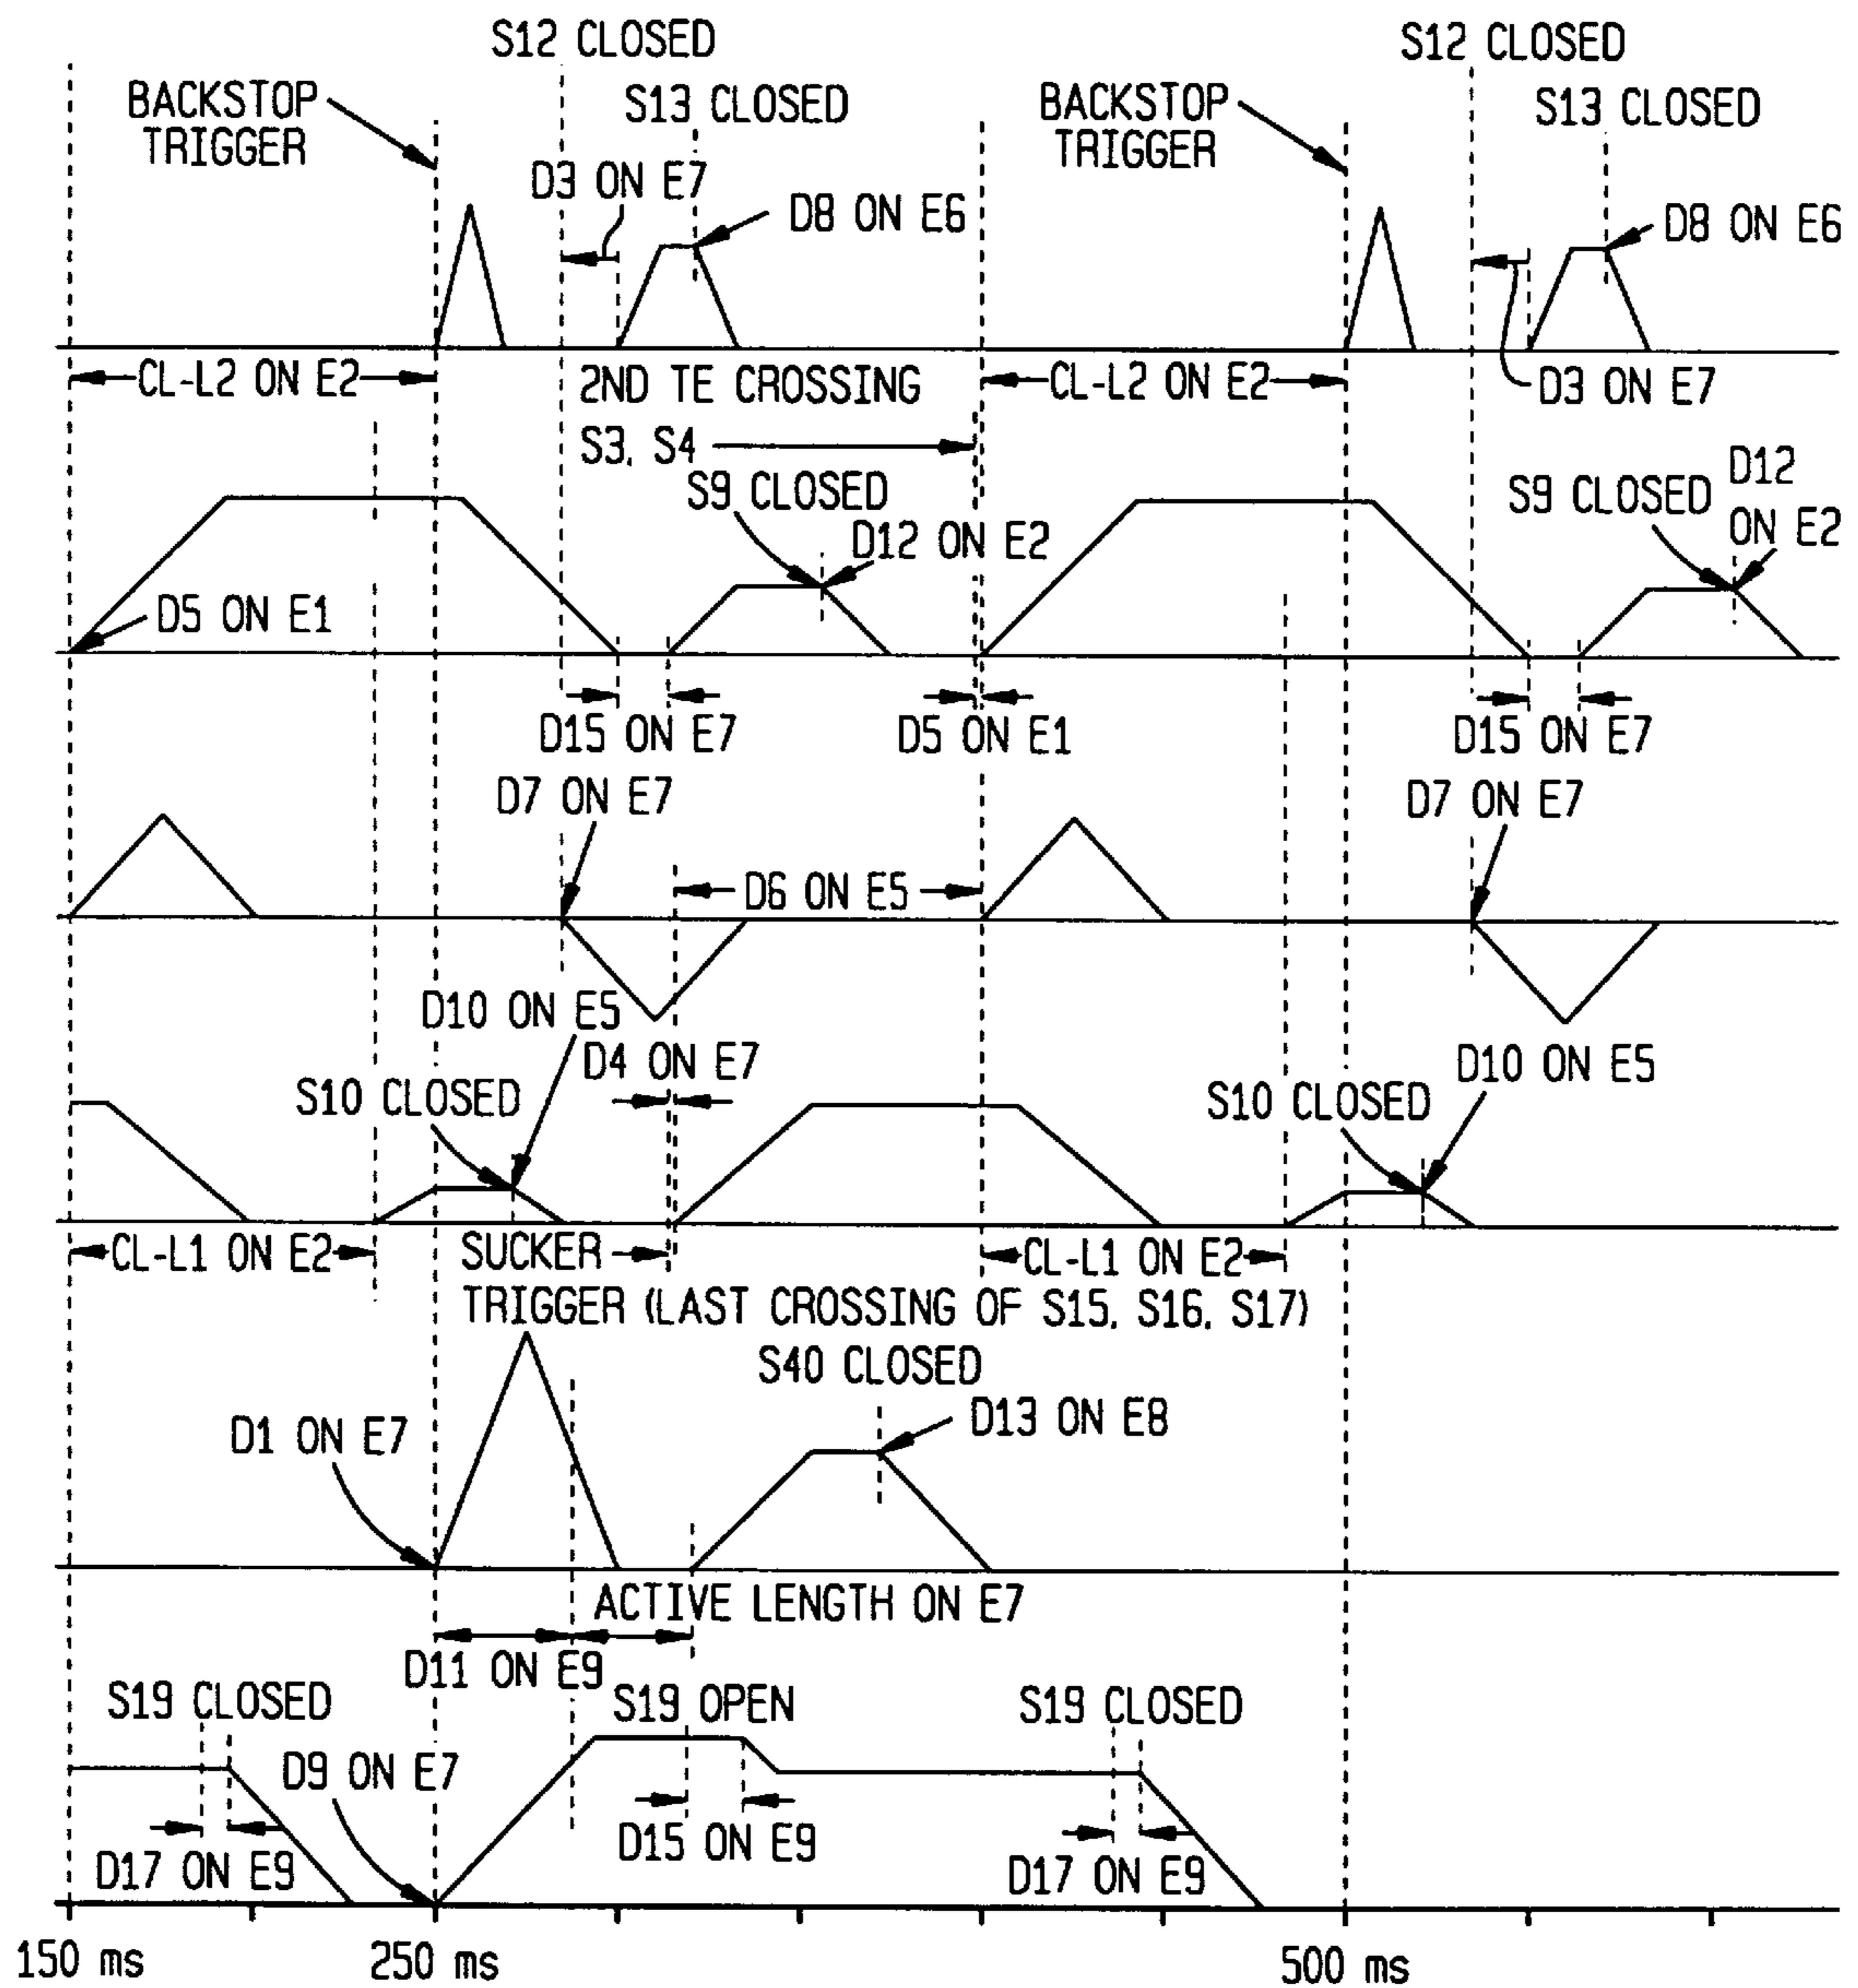 S12 CLOSED
S12 CLOSED
BACKSTOP
TRIGGER
S13 CLOSED
BACKSTOP
TRIGGER
S13 CLOSED
D3 ON E7
D8 ON E6
D8 ON E6
CL-L2 ON E2
2ND TE CROSSING
CL-L2 ON E2
D3 ON E7
S3, S4
S9 CLOSED
D12 ON E2
S9 CLOSED
D12
ON E2
D5 ON E1
D15 ON E7
D5 ON E1
D15 ON E7
D7 ON E7
D7 ON E7
D6 ON E5
D10 ON E5
D4 ON E7
D10 ON E5
S10 CLOSED
S10 CLOSED
CL-L1 ON E2
SUCKER
CL-L1 ON E2
TRIGGER (LAST CROSSING OF S15, S16, S17)
S40 CLOSED
D1 ON E7
D13 ON E8
ACTIVE LENGTH ON E7
D11 ON E9
S19 CLOSED
S19 OPEN
S19 CLOSED
D9 ON E7
D17 ON E9
D15 ON E9
D17 ON E9
150 ms
250 ms
500 ms